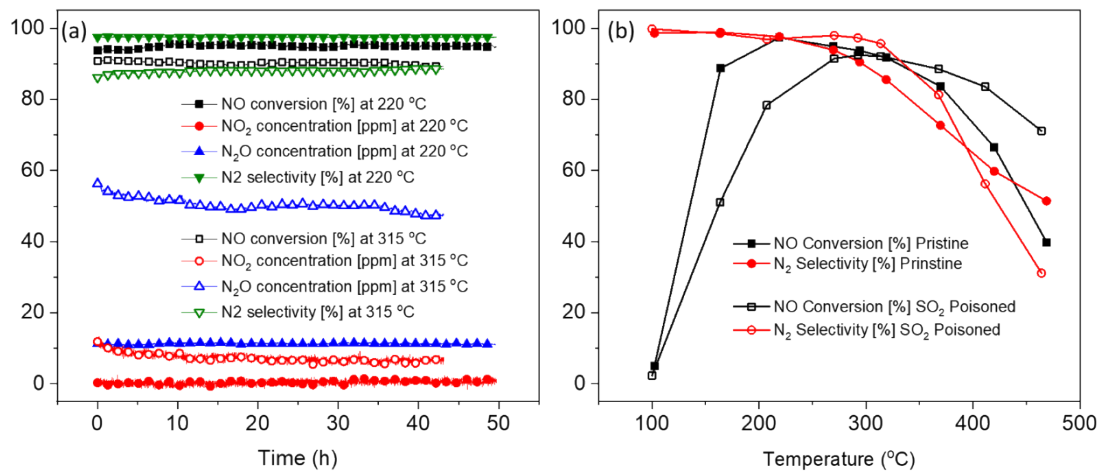 (a)
100
80
60
40
20
0
NO conversion [%] at 220 °C
NO₂ concentration [ppm] at 220 °C
N₂O concentration [ppm] at 220 °C
N2 selectivity [%] at 220 °C
NO conversion [%] at 315 °C
NO₂ concentration [ppm] at 315 °C
N₂O concentration [ppm] at 315 °C
N2 selectivity [%] at 315 °C
0 10 20 30 40 50
Time (h)
(b)
100
80
60
40
20
0
NO Conversion [%] Pristine
N₂ Selectivity [%] Prinstine
NO Conversion [%] SO₂ Poisoned
N₂ Selectivity [%] SO₂ Poisoned
100 200 300 400 500
Temperature (°C)